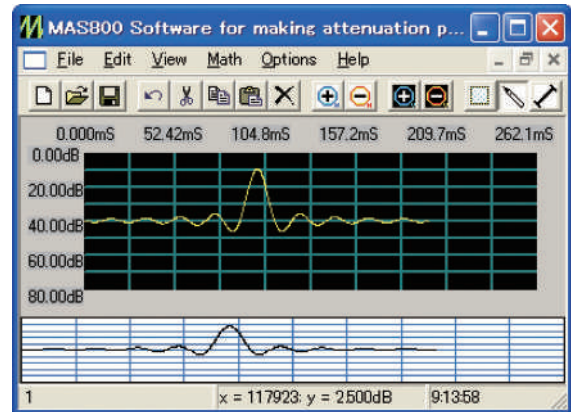 MAS800 Software for making attenuation p...
File Edit View Math Options Help
0.000mS 52.42mS 104.8mS 157.2mS 209.7mS 262.1mS
0.00dB
20.00dB
40.00dB
60.00dB
80.00dB
1 x = 117923: y = 2.500dB 9:13:58